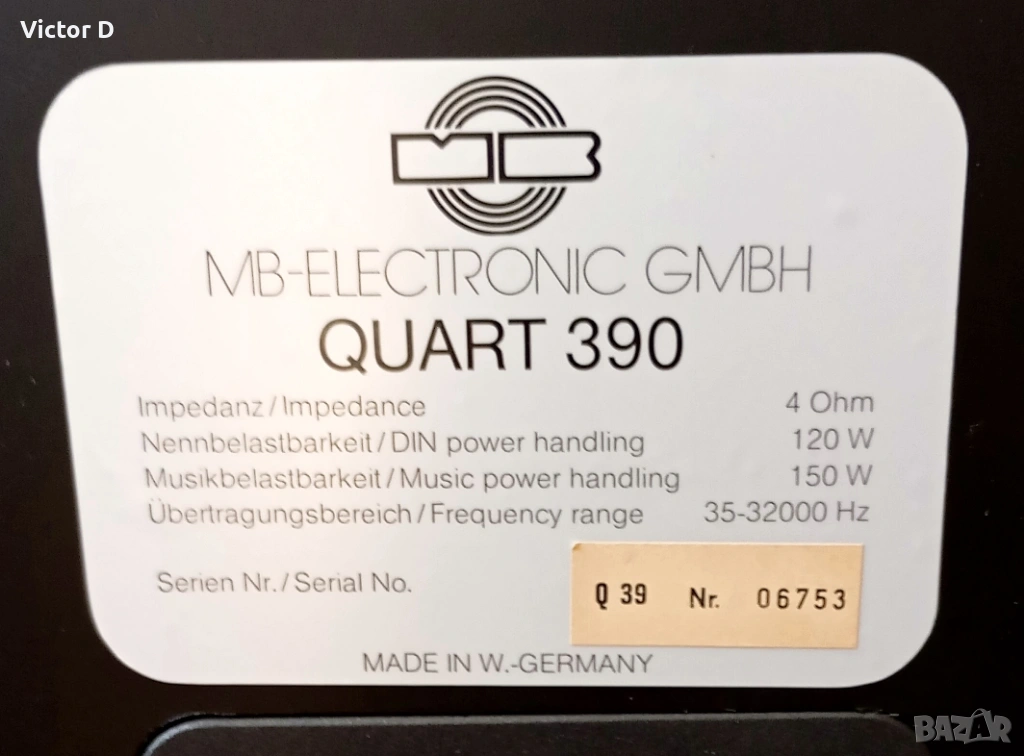 Victor D
MB
MB-ELECTRONIC GMBH
QUART 390
Impedanz/Impedance 4 Ohm
Nennbelastbarkeit/DIN power handling 120 W
Musikbelastbarkeit/Music power handling 150 W
Übertragungsbereich/Frequency range 35-32000 Hz
Serien Nr./Serial No. Q 39 Nr. 06753
MADE IN W.-GERMANY
BAZAR